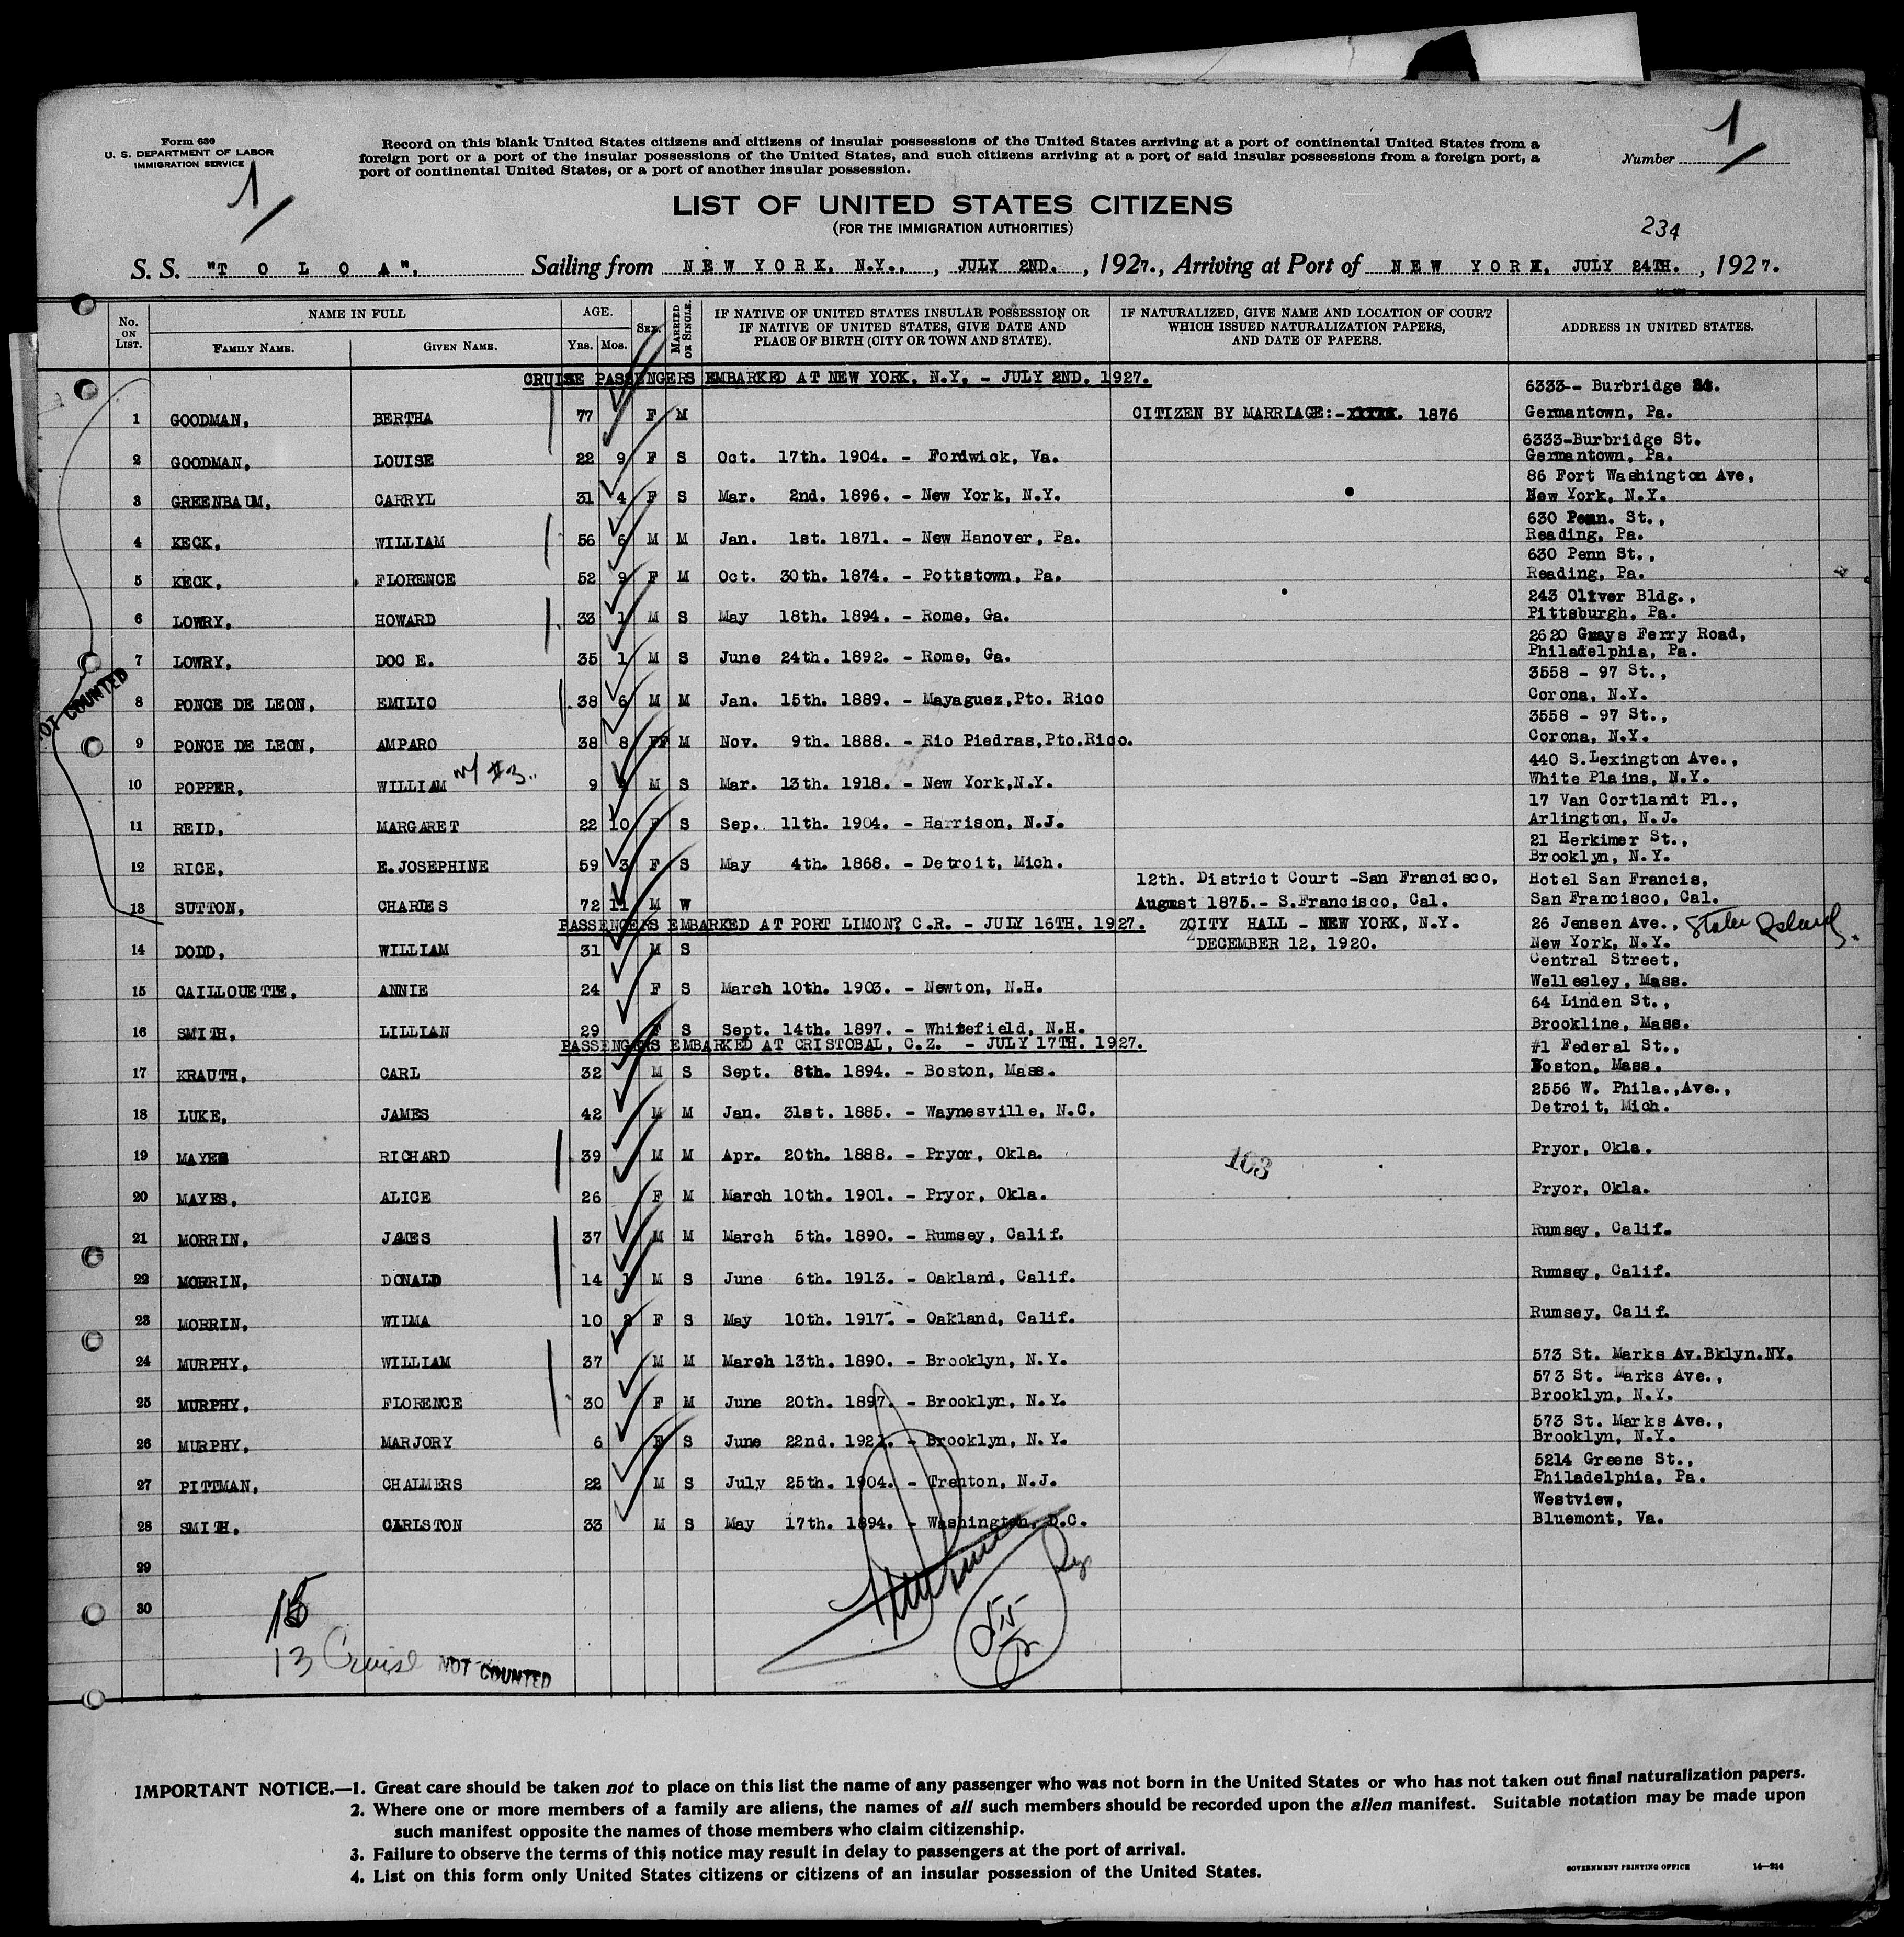 Form 630
U. S. DEPARTMENT OF LABOR
IMMIGRATION SERVICE
1
Record on this blank United States citizens and citizens of insular possessions of the United States arriving at a port of continental United States from a
foreign port or a port of the insular possessions of the United States, and such citizens arriving at a port of said insular possessions from a foreign port, a
port of continental United States, or a port of another insular possession.
Number 1
LIST OF UNITED STATES CITIZENS
(FOR THE IMMIGRATION AUTHORITIES)
234
S. S. "T O L O A", Sailing from NEW YORK, N.Y., , JULY 2ND. , 1927., Arriving at Port of NEW YORK, JULY 24TH. , 1927.
No. ON LIST. NAME IN FULL FAMILY NAME. GIVEN NAME. AGE. YRS. MOS. SEX. MARRIED OR SINGLE. IF NATIVE OF UNITED STATES INSULAR POSSESSION OR IF NATIVE OF UNITED STATES, GIVE DATE AND PLACE OF BIRTH (CITY OR TOWN AND STATE). IF NATURALIZED, GIVE NAME AND LOCATION OF COURT WHICH ISSUED NATURALIZATION PAPERS, AND DATE OF PAPERS. ADDRESS IN UNITED STATES.
CRUISE PASSENGERS EMBARKED AT NEW YORK, N.Y. - JULY 2ND. 1927.
1 GOODMAN, BERTHA 77 F M CITIZEN BY MARRIAGE:- 1876 6333-- Burbridge St. Germantown, Pa.
2 GOODMAN, LOUISE 22 9 F S Oct. 17th. 1904. - Fordwick, Va. 6333-Burbridge St. Germantown, Pa.
3 GREENBAUM, CARRYL 31 4 F S Mar. 2nd. 1896. - New York, N.Y. 86 Fort Washington Ave, New York, N.Y.
4 KECK, WILLIAM 56 6 M M Jan. 1st. 1871. - New Hanover, Pa. 630 Penn. St., Reading, Pa.
5 KECK, FLORENCE 52 9 F M Oct. 30th. 1874. - Pottstown, Pa. 630 Penn St., Reading, Pa.
6 LOWRY, HOWARD 33 1 M S May 18th. 1894. - Rome, Ga. 243 Oliver Bldg., Pittsburgh, Pa.
7 LOWRY, DOC E. 35 1 M S June 24th. 1892. - Rome, Ga. 2620 Grays Ferry Road, Philadelphia, Pa.
NOT COUNTED
8 PONCE DE LEON, EMILIO 38 6 M M Jan. 15th. 1889. - Mayaguez,Pto. Rico 3558 - 97 St., Corona, N.Y.
9 PONCE DE LEON, AMPARO 38 8 F M Nov. 9th. 1888. - Rio Piedras,Pto.Rico. 3558 - 97 St., Corona, N.Y.
10 POPPER, WILLIAM w/ #3.. 9 M S Mar. 13th. 1918. - New York,N.Y. 440 S.Lexington Ave., White Plains, N.Y.
11 REID, MARGARET 22 10 F S Sep. 11th. 1904. - Harrison, N.J. 17 Van Cortlandt Pl., Arlington, N.J.
12 RICE, E.JOSEPHINE 59 3 F S May 4th. 1868. - Detroit, Mich. 21 Herkimer St., Brooklyn, N.Y.
13 SUTTON, CHARLES 72 11 M W 12th. District Court -San Francisco, August 1875.- S.Francisco, Cal. Hotel San Francis, San Francisco, Cal.
PASSENGERS EMBARKED AT PORT LIMON, C.R. - JULY 16TH. 1927.
14 DODD, WILLIAM 31 M S CITY HALL - NEW YORK, N.Y. DECEMBER 12, 1920. 26 Jensen Ave., Staten Island. New York, N.Y.
15 CAILLOUETTE, ANNIE 24 F S March 10th. 1903. - Newton, N.H. Central Street, Wellesley, Mass.
16 SMITH, LILLIAN 29 F S Sept. 14th. 1897. - Whitefield, N.H. 64 Linden St., Brookline, Mass.
PASSENGERS EMBARKED AT CRISTOBAL, C.Z. - JULY 17TH. 1927.
17 KRAUTH, CARL 32 M S Sept. 8th. 1894. - Boston, Mass. #1 Federal St., Boston, Mass.
18 LUKE, JAMES 42 M M Jan. 31st. 1885. - Waynesville, N.C. 2556 W. Phila.,Ave., Detroit, Mich.
19 MAYES RICHARD 39 M M Apr. 20th. 1888. - Pryor, Okla. 103 Pryor, Okla.
20 MAYES, ALICE 26 F M March 10th. 1901. - Pryor, Okla. Pryor, Okla.
21 MORRIN, JAMES 37 M M March 5th. 1890. - Rumsey, Calif. Rumsey, Calif.
22 MORRIN, DONALD 14 1 M S June 6th. 1913. - Oakland, Calif. Rumsey, Calif.
23 MORRIN, WILMA 10 2 F S May 10th. 1917. - Oakland, Calif. Rumsey, Calif.
24 MURPHY, WILLIAM 37 M M March 13th. 1890. - Brooklyn, N.Y. 573 St. Marks Av.Bklyn.NY.
25 MURPHY, FLORENCE 30 F M June 20th. 1897. - Brooklyn, N.Y. 573 St. Marks Ave., Brooklyn, N.Y.
26 MURPHY, MARJORY 6 F S June 22nd. 1921. - Brooklyn, N.Y. 573 St. Marks Ave., Brooklyn, N.Y.
27 PITTMAN, CHALMERS 22 M S July 25th. 1904. - Trenton, N.J. 5214 Greene St., Philadelphia, Pa.
28 SMITH, CARLSTON 33 M S May 17th. 1894. - Washington, D.C. Westview, Bluemont, Va.
29
30
15
13 Cruise NOT COUNTED
IMPORTANT NOTICE.—1. Great care should be taken not to place on this list the name of any passenger who was not born in the United States or who has not taken out final naturalization papers.
2. Where one or more members of a family are aliens, the names of all such members should be recorded upon the alien manifest. Suitable notation may be made upon
such manifest opposite the names of those members who claim citizenship.
3. Failure to observe the terms of this notice may result in delay to passengers at the port of arrival.
4. List on this form only United States citizens or citizens of an insular possession of the United States.
GOVERNMENT PRINTING OFFICE 14—214